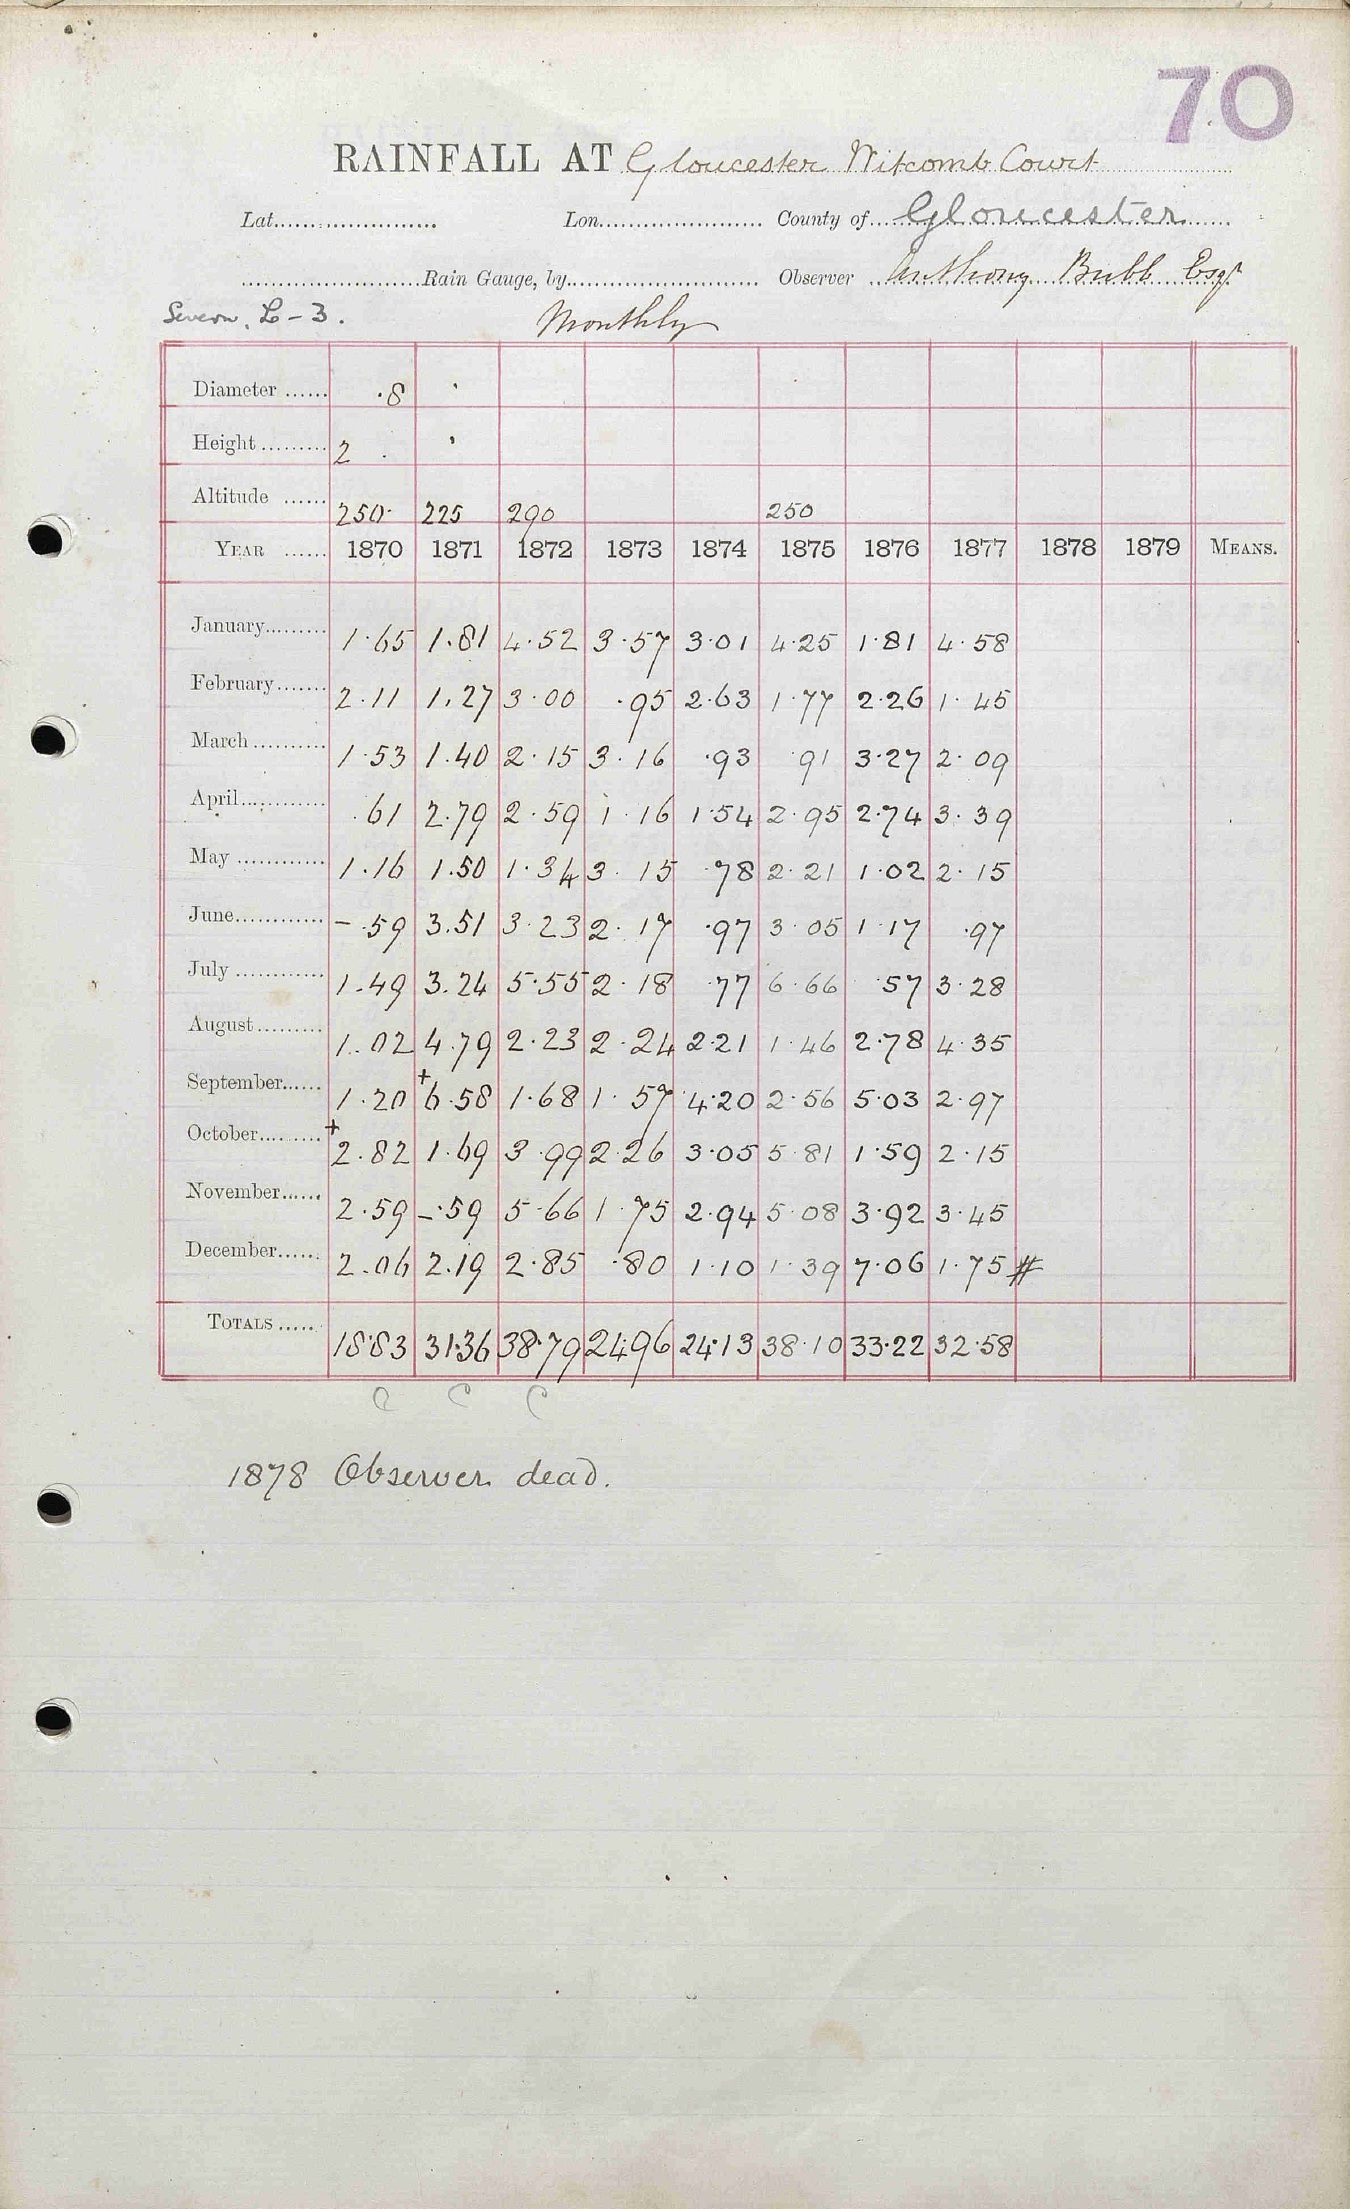 70
RAINFALL AT Gloucester Witcomb Court
Lat. Lon. County of Gloucester
Rain Gauge, by Observer Anthony Bubb Esqr
Severn. L-3. Monthly
Diameter ...... .8
Height ......... 2
Altitude ...... 250 225 290 250
YEAR ...... 1870 1871 1872 1873 1874 1875 1876 1877 1878 1879 MEANS.
January......... 1.65 1.81 4.52 3.57 3.01 4.25 1.81 4.58
February....... 2.11 1.27 3.00 .95 2.63 1.77 2.26 1.45
March .......... 1.53 1.40 2.15 3.16 .93 .91 3.27 2.09
April............. .61 2.79 2.59 1.16 1.54 2.95 2.74 3.39
May ............ 1.16 1.50 1.34 3.15 .78 2.21 1.02 2.15
June............ - .59 3.51 3.23 2.17 .97 3.05 1.17 .97
July ............ 1.49 3.24 5.55 2.18 .77 6.66 .57 3.28
August......... 1.02 4.79 2.23 2.24 2.21 1.46 2.78 4.35
September...... 1.20 +6.58 1.68 1.57 4.20 2.56 5.03 2.97
October......... +2.82 1.69 3.99 2.26 3.05 5.81 1.59 2.15
November...... 2.59 -.59 5.66 1.75 2.94 5.08 3.92 3.45
December...... 2.06 2.19 2.85 .80 1.10 1.39 7.06 1.75 #
TOTALS ..... 18.83 31.36 38.79 24.96 24.13 38.10 33.22 32.58
C C C
1878 Observer dead.